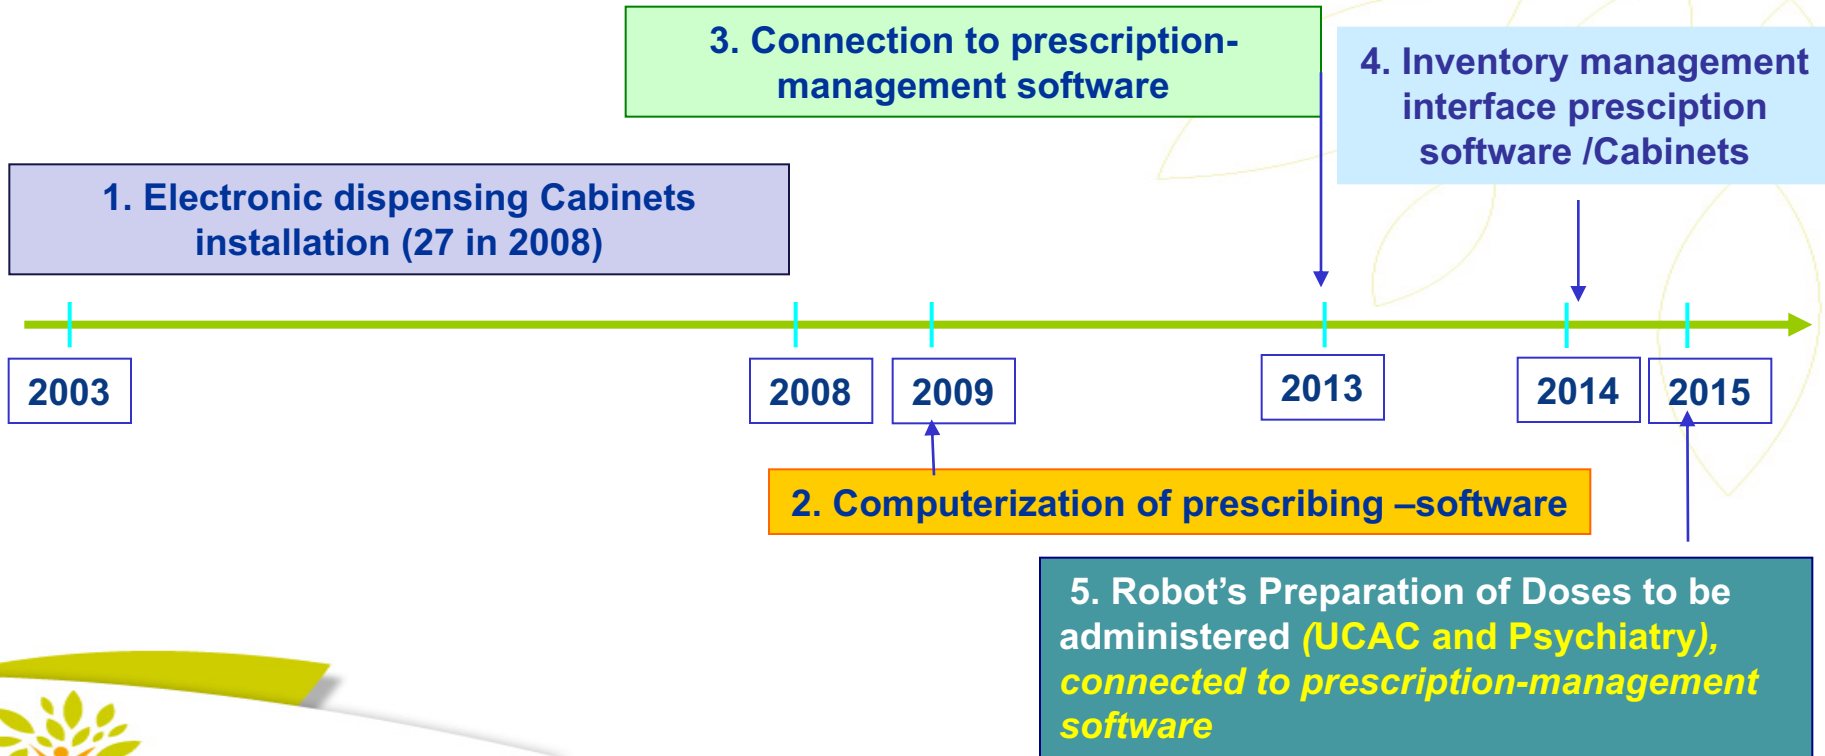 3. Connection to prescription-
management software
4. Inventory management
interface presciption
software /Cabinets
1. Electronic dispensing Cabinets
installation (27 in 2008)
2003
2008
2009
2013
2014
2015
2. Computerization of prescribing –software
5. Robot’s Preparation of Doses to be
administered (UCAC and Psychiatry),
connected to prescription-management
software